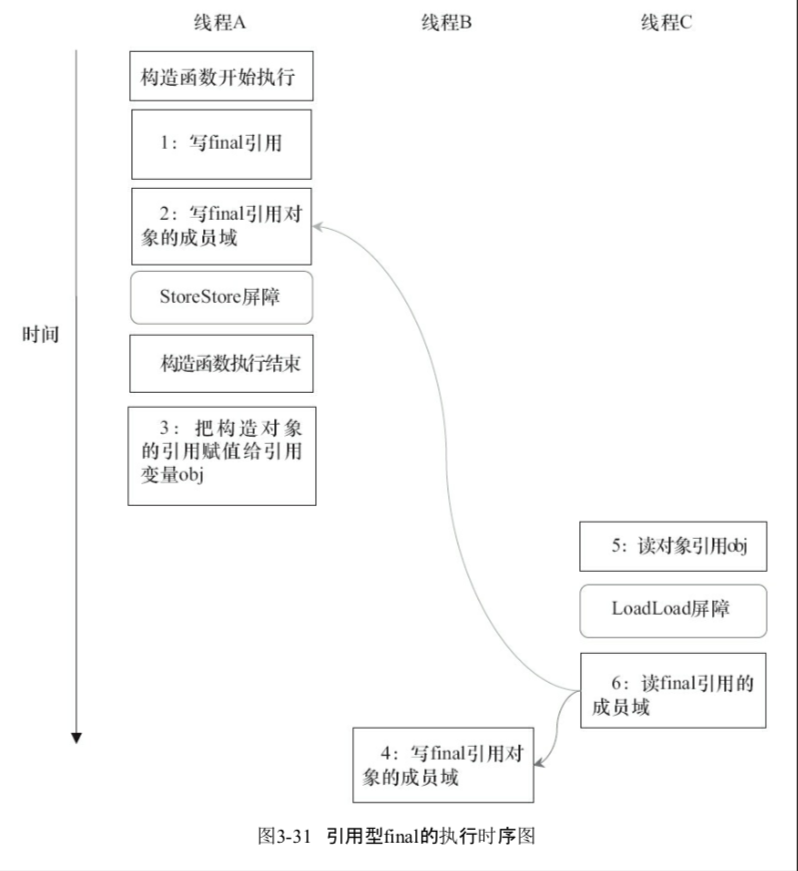 线程A
线程B
线程C
构造函数开始执行
1：写final引用
2：写final引用对
象的成员域
StoreStore屏障
时间
构造函数执行结束
3：把构造对象
的引用赋值给引用
变量obj
5：读对象引用obj
LoadLoad屏障
6：读final引用的
成员域
4：写final引用对
象的成员域
图3-31 引用型final的执行时序图